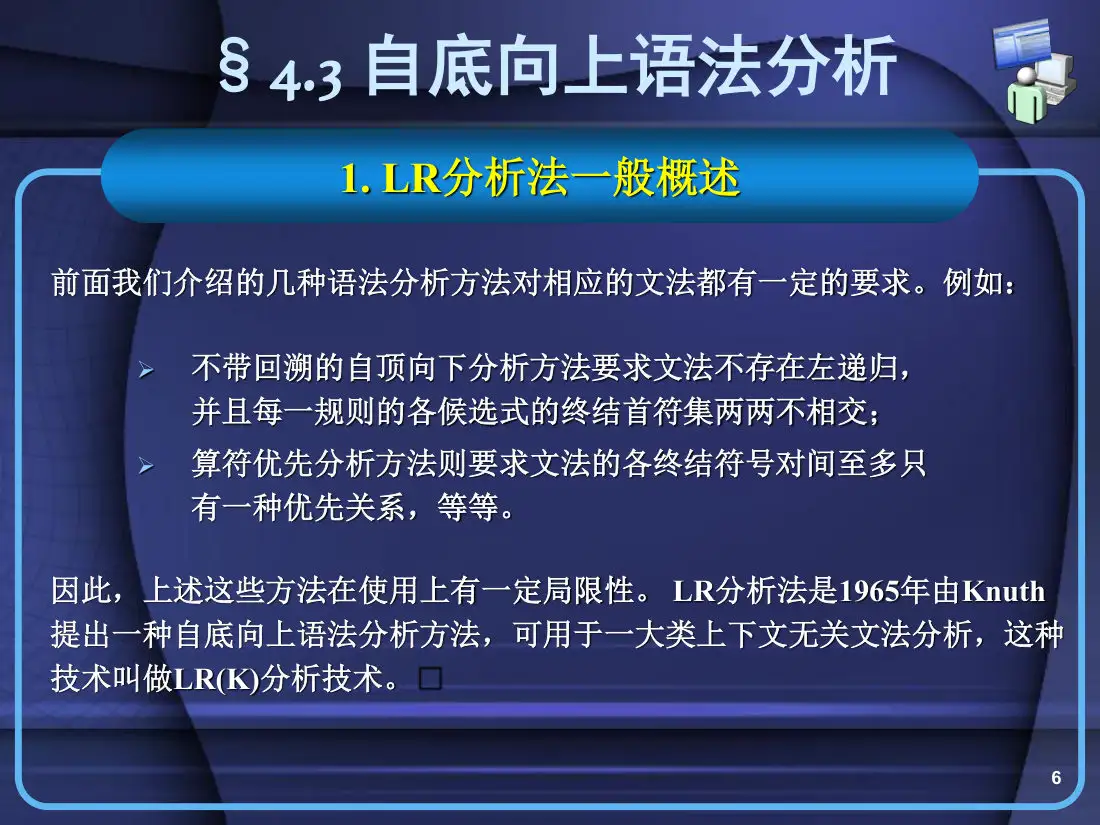 § 4.3 自底向上语法分析
1. LR分析法一般概述
前面我们介绍的几种语法分析方法对相应的文法都有一定的要求。例如：
不带回溯的自顶向下分析方法要求文法不存在左递归，
并且每一规则的各候选式的终结首符集两两不相交；
算符优先分析方法则要求文法的各终结符号对间至多只
有一种优先关系，等等。
因此，上述这些方法在使用上有一定局限性。 LR分析法是1965年由Knuth
提出一种自底向上语法分析方法，可用于一大类上下文无关文法分析，这种
技术叫做LR(K)分析技术。 □
6